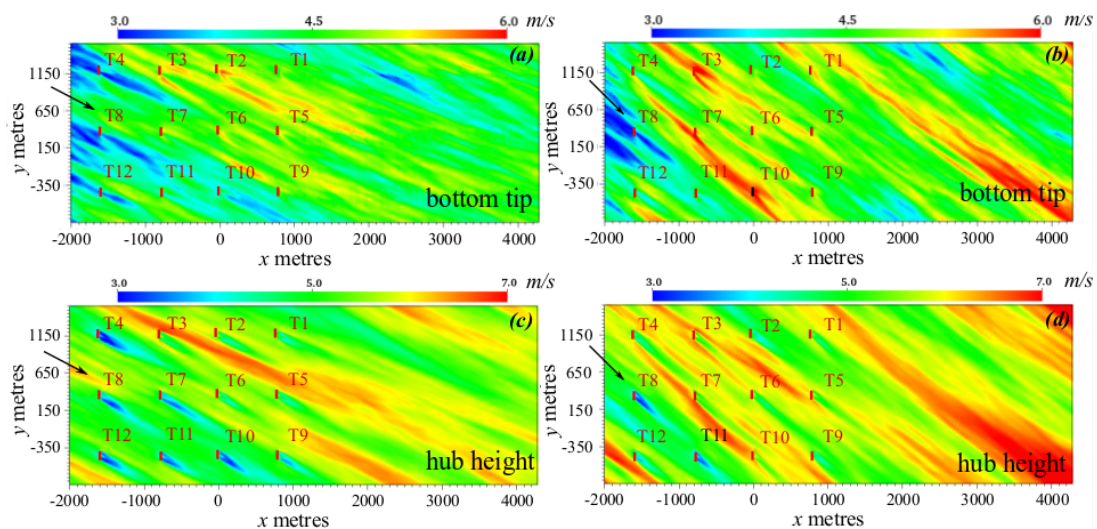 3.0 4.5 6.0 m/s
(a)
T4 T3 T2 T1
T8 T7 T6 T5
T12 T11 T10 T9
bottom tip
1150
650
150
-350
y metres
-2000 -1000 0 1000 2000 3000 4000
x metres
3.0 4.5 6.0 m/s
(b)
T4 T3 T2 T1
T8 T7 T6 T5
T12 T11 T10 T9
bottom tip
1150
650
150
-350
y metres
-2000 -1000 0 1000 2000 3000 4000
x metres
3.0 5.0 7.0 m/s
(c)
T4 T3 T2 T1
T8 T7 T6 T5
T12 T11 T10 T9
hub height
1150
650
150
-350
y metres
-2000 -1000 0 1000 2000 3000 4000
x metres
3.0 5.0 7.0 m/s
(d)
T4 T3 T2 T1
T8 T7 T6 T5
T12 T11 T10 T9
hub height
1150
650
150
-350
y metres
-2000 -1000 0 1000 2000 3000 4000
x metres